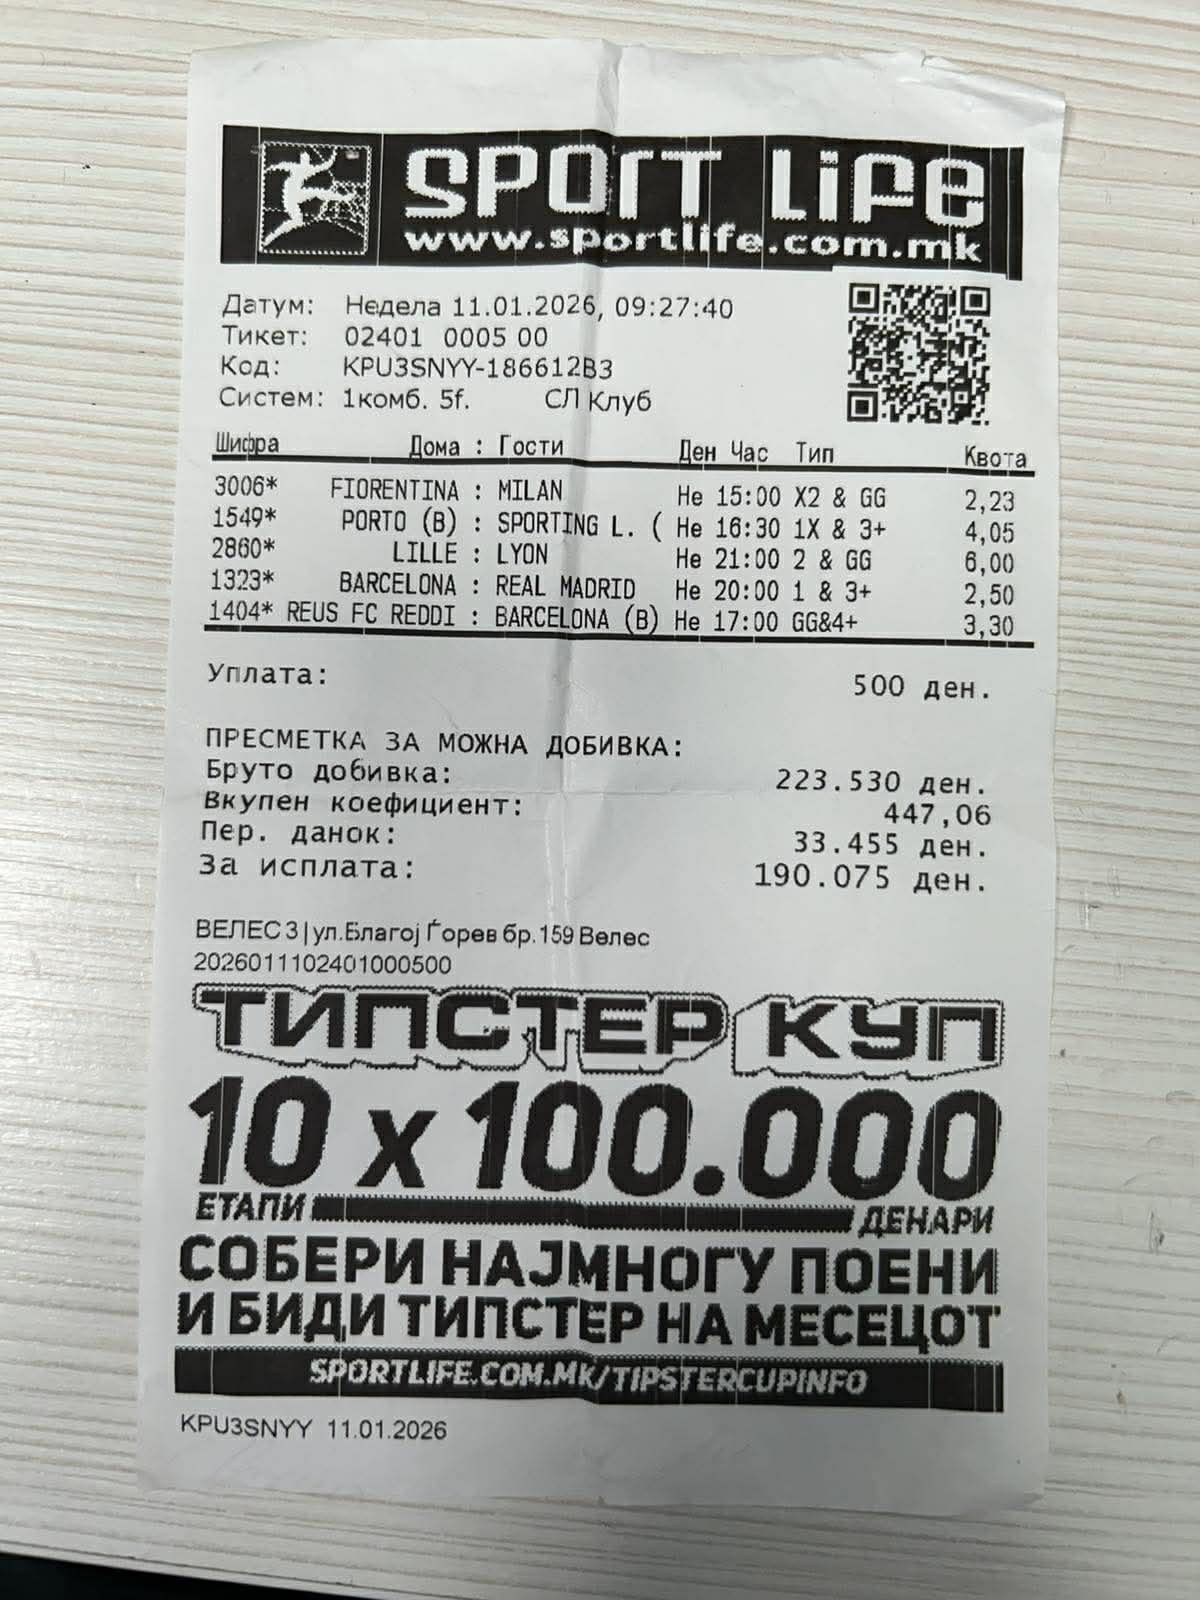 SPORT LIFE
www.sportlife.com.mk
Датум: Недела 11.01.2026, 09:27:40
Тикет: 02401 0005 00
Код: KPU3SNYY-186612B3
Систем: 1комб. 5f. СЛ Клуб
Шифра Дома : Гости Ден Час Тип Квота
3006* FIORENTINA : MILAN Не 15:00 X2 & GG 2,23
1549* PORTO (B) : SPORTING L. ( Не 16:30 1X & 3+ 4,05
2860* LILLE : LYON Не 21:00 2 & GG 6,00
1323* BARCELONA : REAL MADRID Не 20:00 1 & 3+ 2,50
1404* REUS FC REDDI : BARCELONA (B) Не 17:00 GG&4+ 3,30
Уплата: 500 ден.
ПРЕСМЕТКА ЗА МОЖНА ДОБИВКА:
Бруто добивка: 223.530 ден.
Вкупен коефициент: 447,06
Пер. данок: 33.455 ден.
За исплата: 190.075 ден.
ВЕЛЕС 3 | ул.Благој Ѓорев бр.159 Велес
2026011102401000500
ТИПСТЕР КУП
10 x 100.000
ЕТАПИ ДЕНАРИ
СОБЕРИ НАЈМНОГУ ПОЕНИ
И БИДИ ТИПСТЕР НА МЕСЕЦОТ
SPORTLIFE.COM.MK/TIPSTERCUPINFO
KPU3SNYY 11.01.2026